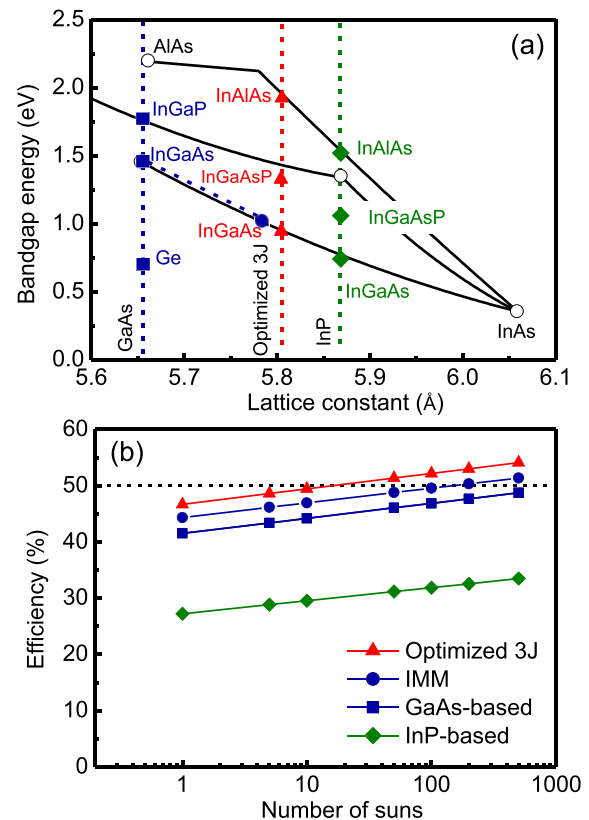 (a)
2.5
2.0
1.5
1.0
0.5
0.0
Bandgap energy (eV)
AlAs
InGaP
InGaAs
Ge
InAlAs
InGaAsP
InGaAs
InAlAs
InGaAsP
InGaAs
InAs
GaAs
Optimized 3J
InP
5.6
5.7
5.8
5.9
6.0
6.1
Lattice constant (Å)
(b)
60
50
40
30
20
10
0
Efficiency (%)
Optimized 3J
IMM
GaAs-based
InP-based
1
10
100
1000
Number of suns